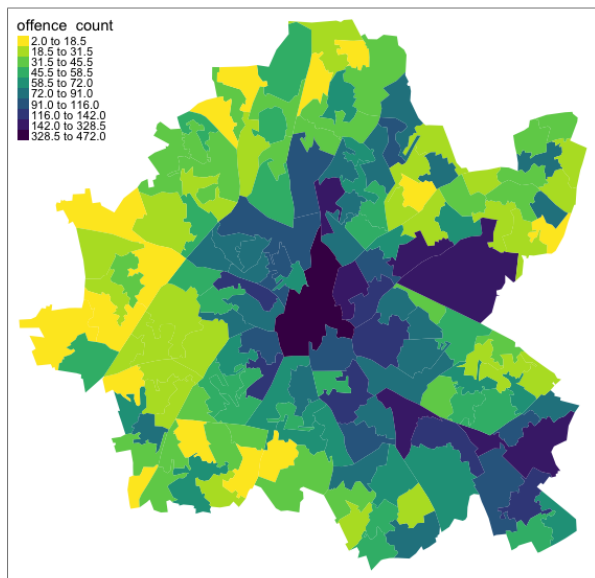 offence_count
2.0 to 18.5
18.5 to 31.5
31.5 to 45.5
45.5 to 58.5
58.5 to 72.0
72.0 to 91.0
91.0 to 116.0
116.0 to 142.0
142.0 to 328.5
328.5 to 472.0